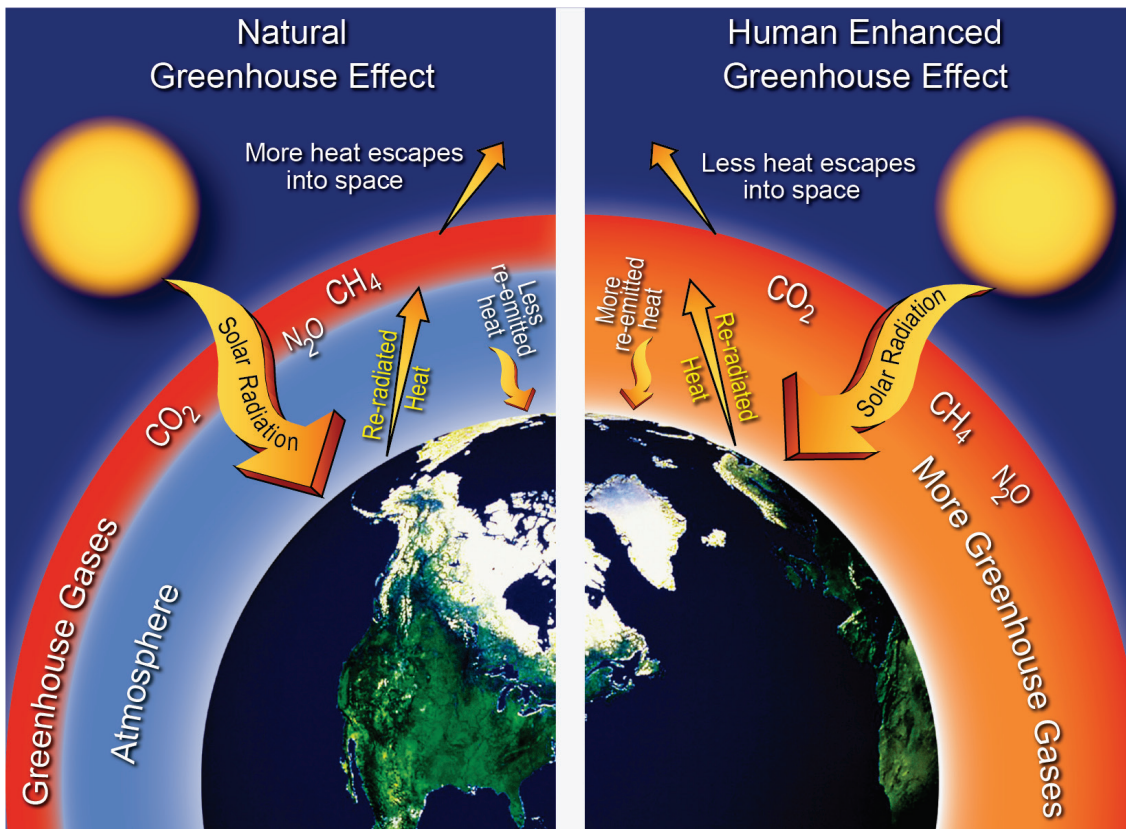 Natural
Greenhouse Effect
More heat escapes
into space
Solar Radiation
CO₂
N₂O
CH₄
Re-radiated
Heat
Less
re-emitted
heat
Greenhouse Gases
Atmosphere
Human Enhanced
Greenhouse Effect
Less heat escapes
into space
More
re-emitted
heat
Re-radiated
Heat
CO₂
Solar Radiation
CH₄
N₂O
More Greenhouse Gases